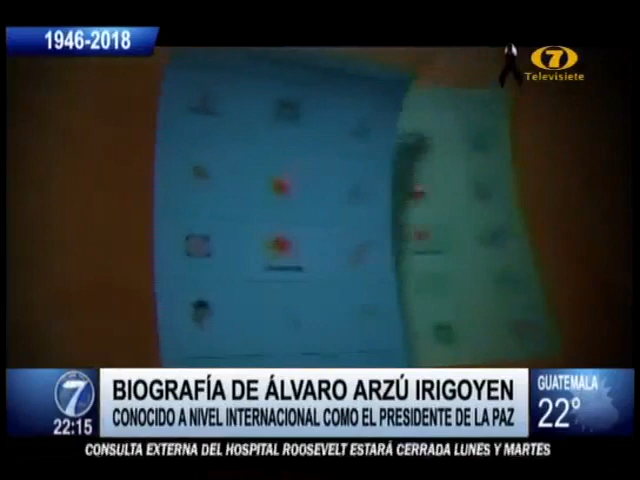 1946-2018
7
Televisiete
BIOGRAFÍA DE ÁLVARO ARZÚ IRIGOYEN
CONOCIDO A NIVEL INTERNACIONAL COMO EL PRESIDENTE DE LA PAZ
7
22:15
GUATEMALA
22°
CONSULTA EXTERNA DEL HOSPITAL ROOSEVELT ESTARÁ CERRADA LUNES Y MARTES